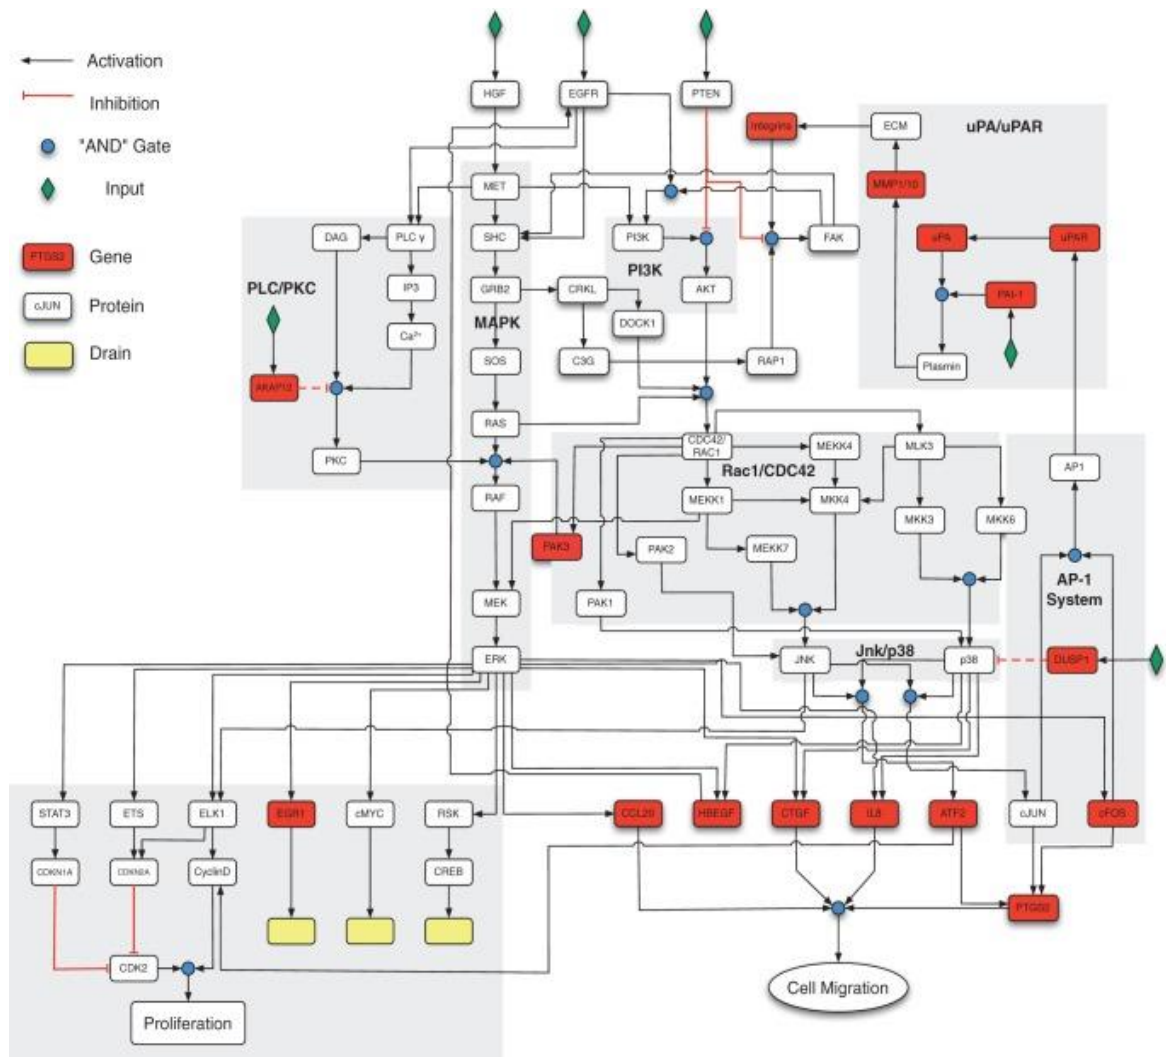 Activation
Inhibition
"AND" Gate
Input
PTGS2 Gene
cJUN Protein
Drain
HGF EGFR PTEN
Integrins ECM uPA/uPAR
MMP1/10
MET
DAG PLC γ SHC PI3K FAK uPA uPAR
PI3K
PLC/PKC IP3 GRB2 CRKL AKT PAI-1
MAPK
DOCK1
Ca²⁺
SOS C3G RAP1 Plasmin
AKAP12
RAS
CDC42/
RAC1
MEKK4 MLK3
PKC Rac1/CDC42 AP1
RAF MEKK1 MKK4
MKK3 MKK6
PAK3 PAK2 MEKK7
AP-1
System
MEK PAK1
Jnk/p38
ERK JNK p38 DUSP1
STAT3 ETS ELK1 EGR1 cMYC RSK CCL20 HBEGF CTGF IL8 ATF2 cJUN cFOS
CDKN1A CDKN2A CyclinD CREB
PTGS2
CDK2
Cell Migration
Proliferation